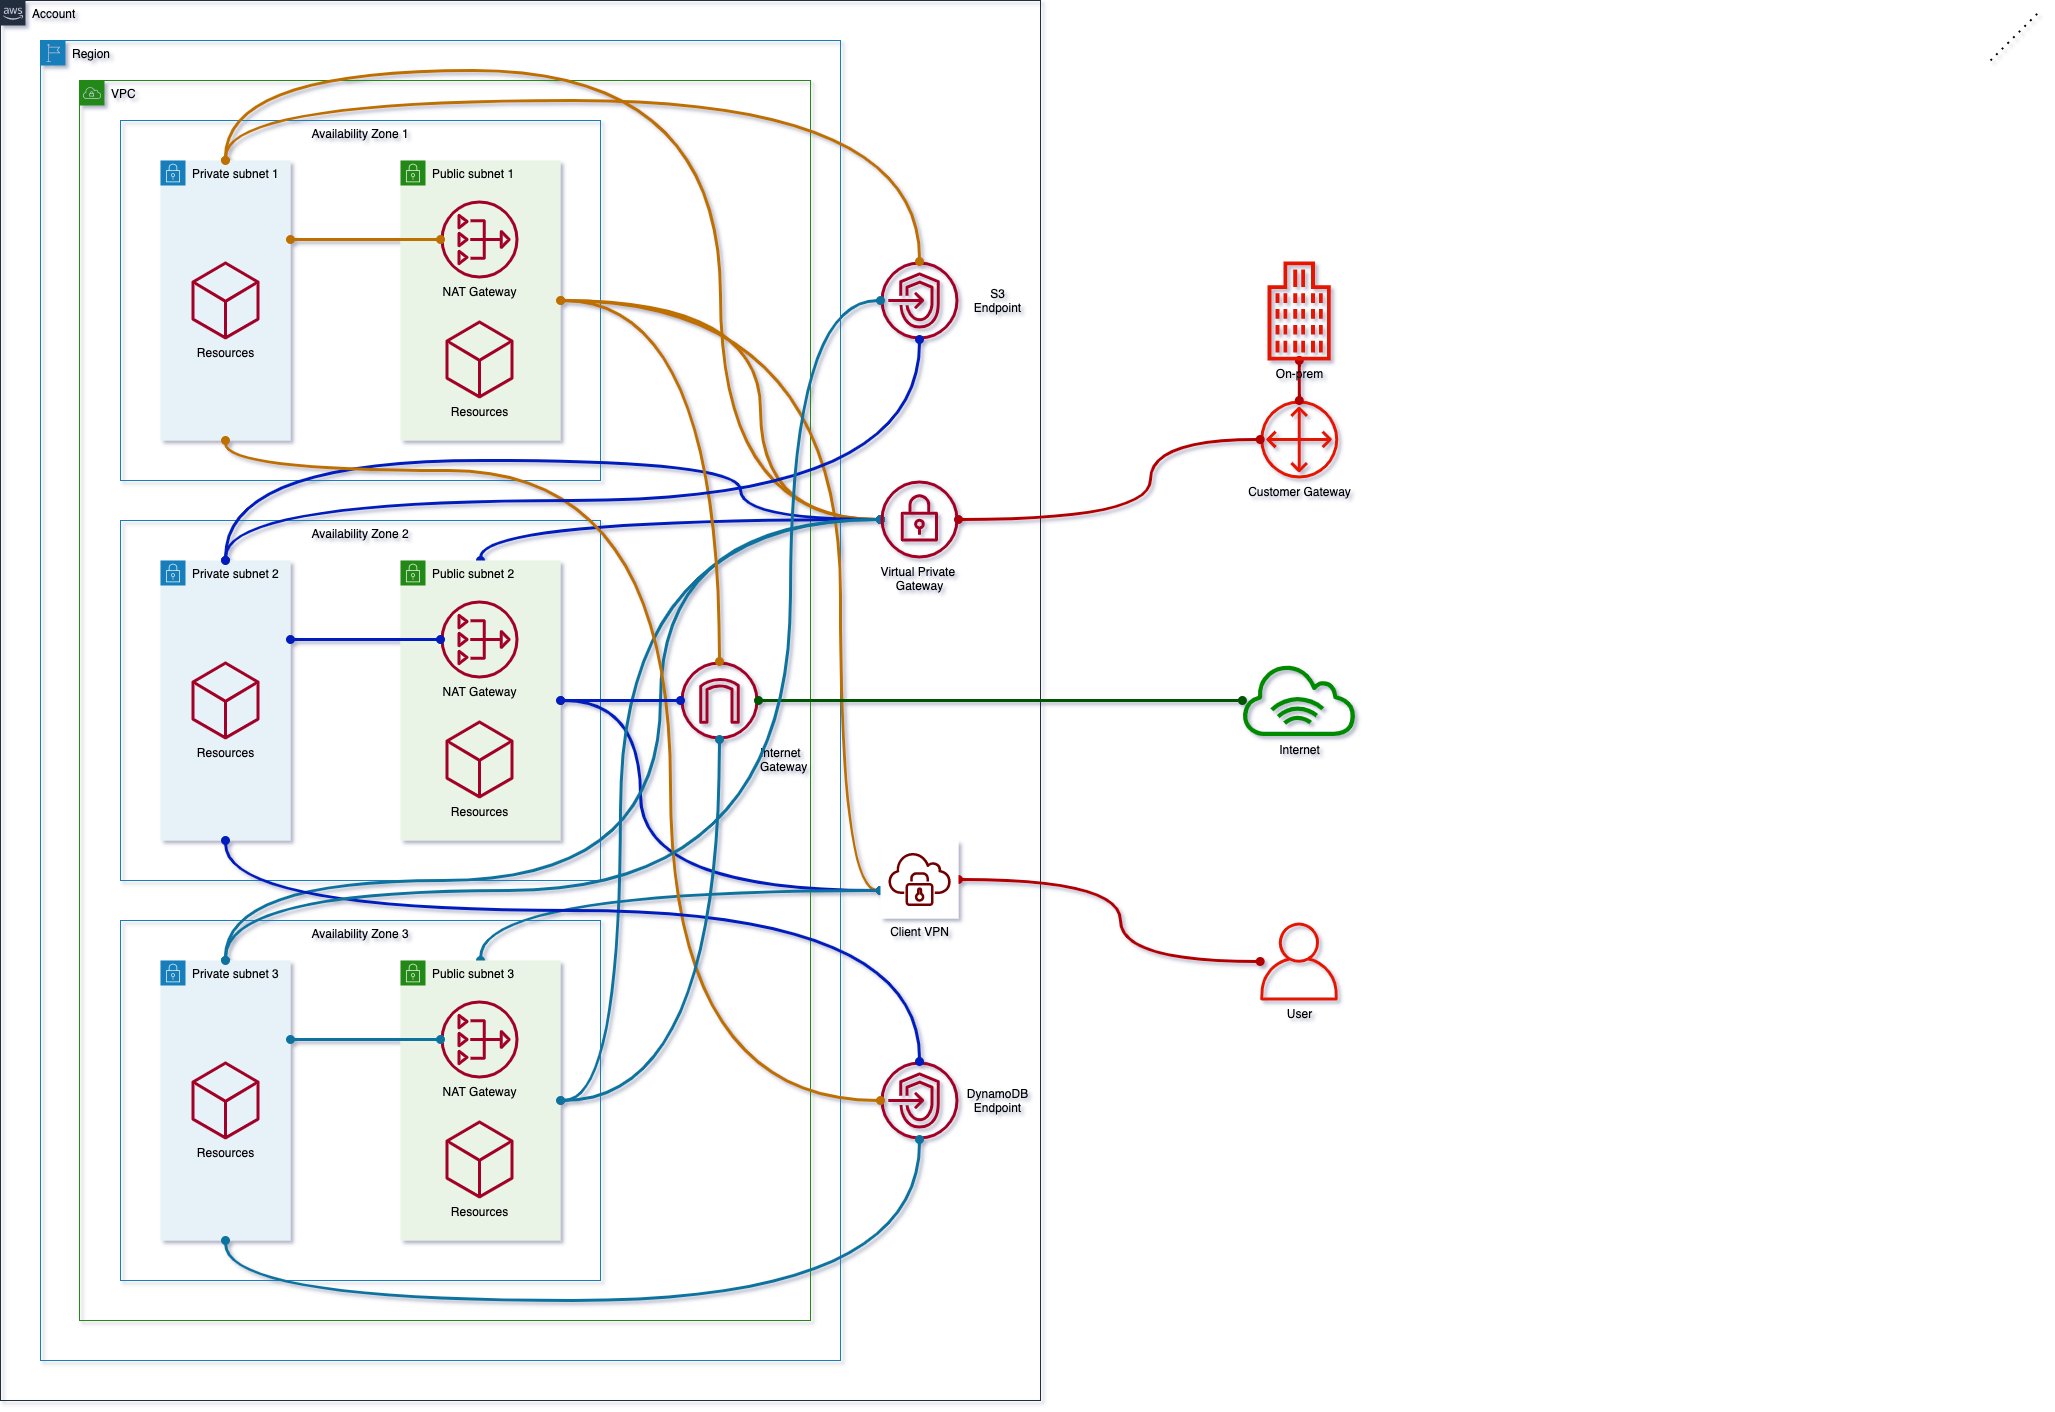 aws
Account
Region
VPC
Availability Zone 1
Private subnet 1
Public subnet 1
NAT Gateway
Resources
Resources
S3
Endpoint
On-prem
Customer Gateway
Availability Zone 2
Private subnet 2
Public subnet 2
NAT Gateway
Resources
Resources
Virtual Private
Gateway
Internet
Gateway
Internet
Client VPN
User
Availability Zone 3
Private subnet 3
Public subnet 3
NAT Gateway
Resources
Resources
DynamoDB
Endpoint